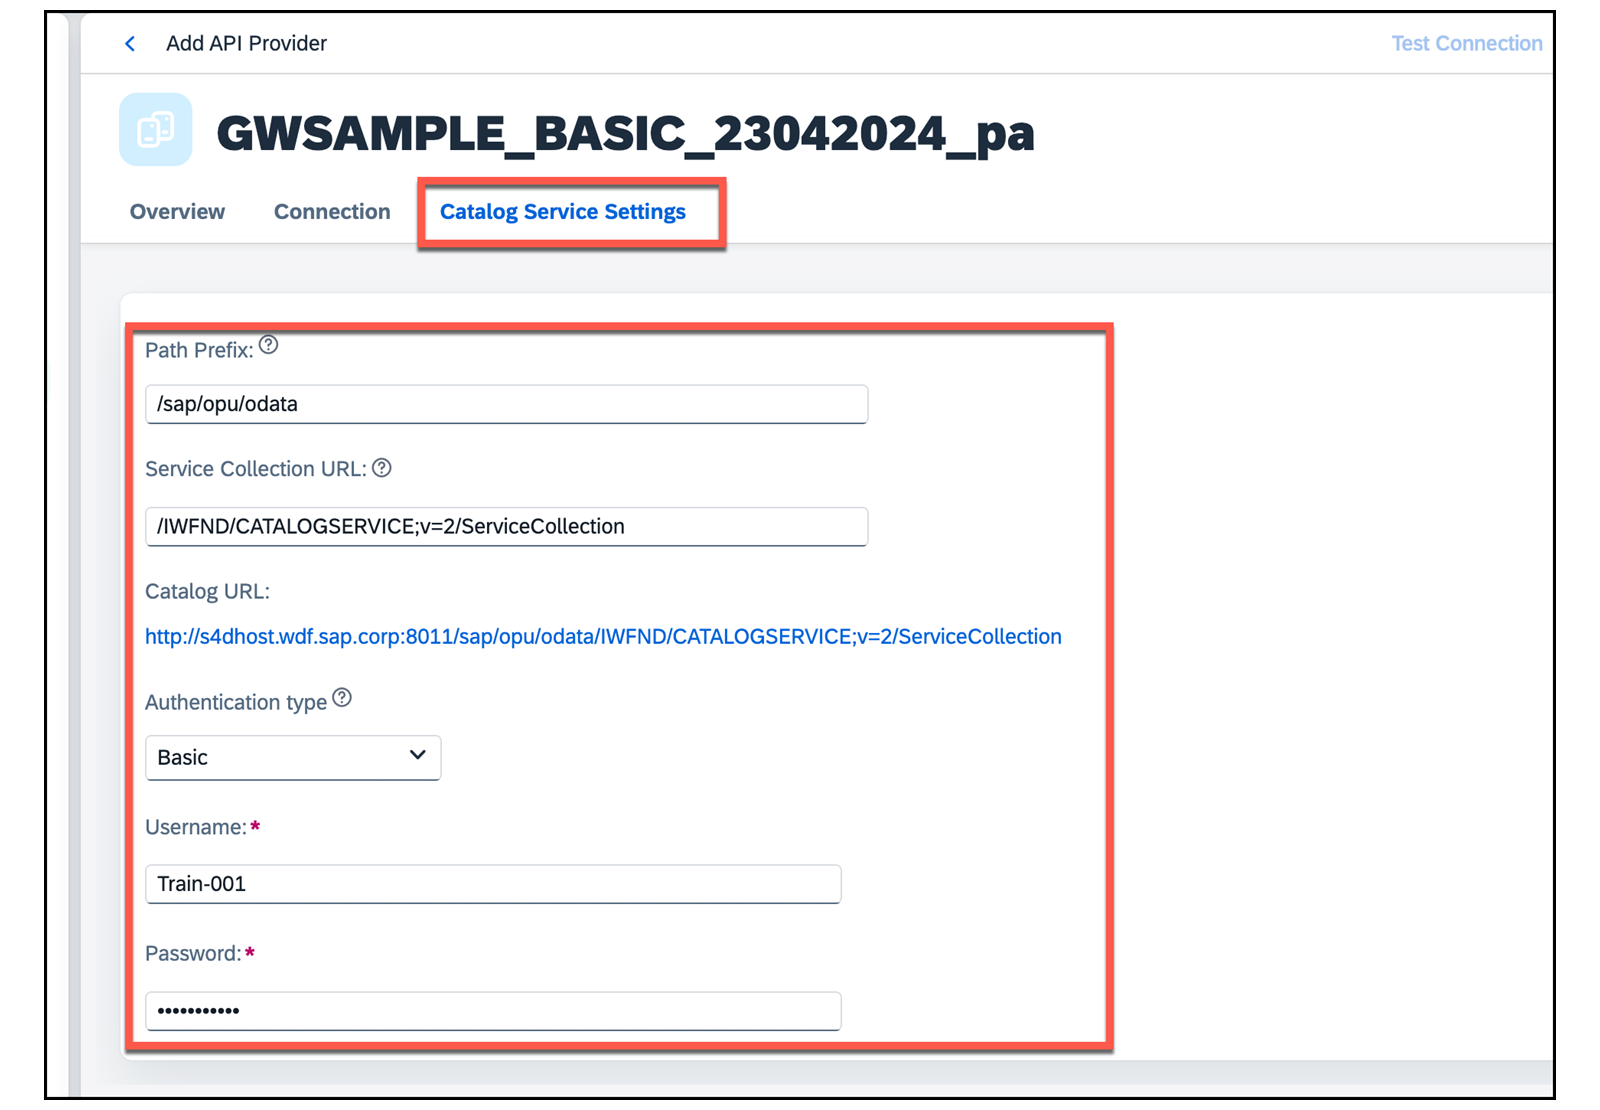 Add API Provider
Test Connection
GWSAMPLE_BASIC_23042024_pa
Overview
Connection
Catalog Service Settings
Path Prefix:
/sap/opu/odata
Service Collection URL:
/IWFND/CATALOGSERVICE;v=2/ServiceCollection
Catalog URL:
http://s4dhost.wdf.sap.corp:8011/sap/opu/odata/IWFND/CATALOGSERVICE;v=2/ServiceCollection
Authentication type
Basic
Username:*
Train-001
Password:*
•••••••••••